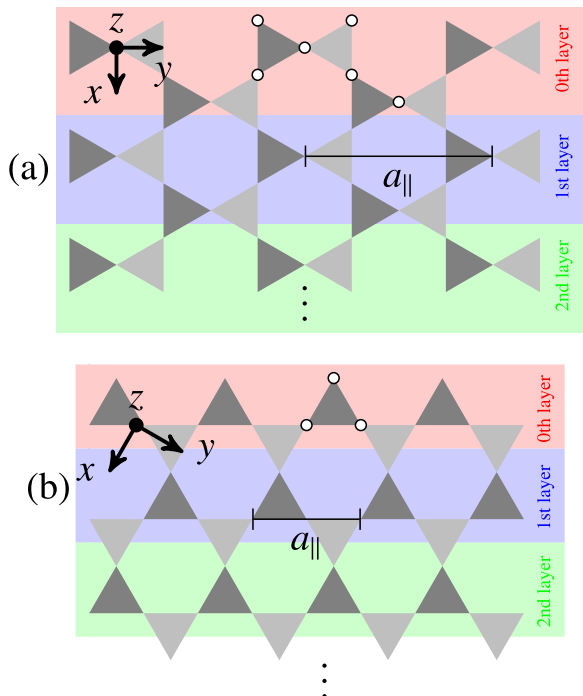 z
y
x
0th layer
(a)
1st layer
a∥
2nd layer
z
0th layer
y
x
(b)
1st layer
a∥
2nd layer